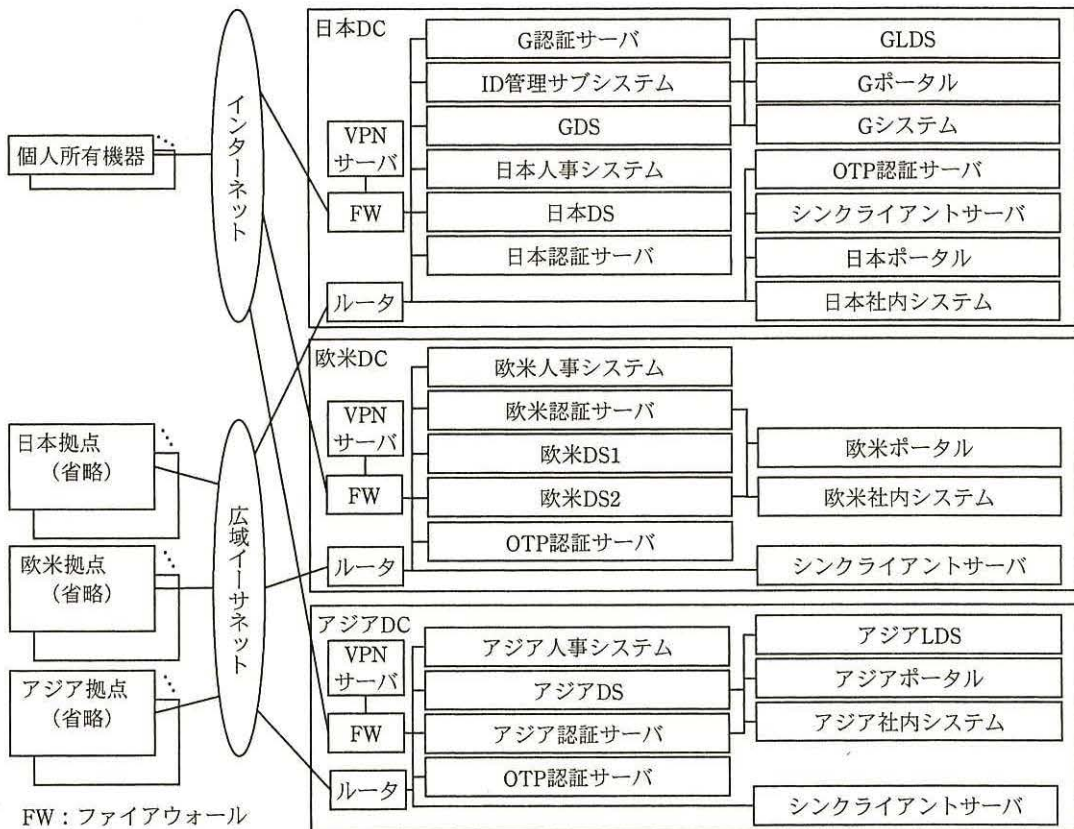 日本DC
G認証サーバ
ID管理サブシステム
GDS
日本人事システム
日本DS
日本認証サーバ
GLDS
Gポータル
Gシステム
OTP認証サーバ
シンクライアントサーバ
日本ポータル
日本社内システム
VPN
サーバ
FW
ルータ
インターネット
個人所有機器
欧米DC
欧米人事システム
欧米認証サーバ
欧米DS1
欧米DS2
OTP認証サーバ
欧米ポータル
欧米社内システム
シンクライアントサーバ
VPN
サーバ
FW
ルータ
広域イーサネット
日本拠点
(省略)
欧米拠点
(省略)
アジア拠点
(省略)
アジアDC
アジア人事システム
アジアDS
アジア認証サーバ
OTP認証サーバ
アジアLDS
アジアポータル
アジア社内システム
シンクライアントサーバ
VPN
サーバ
FW
ルータ
FW：ファイアウォール